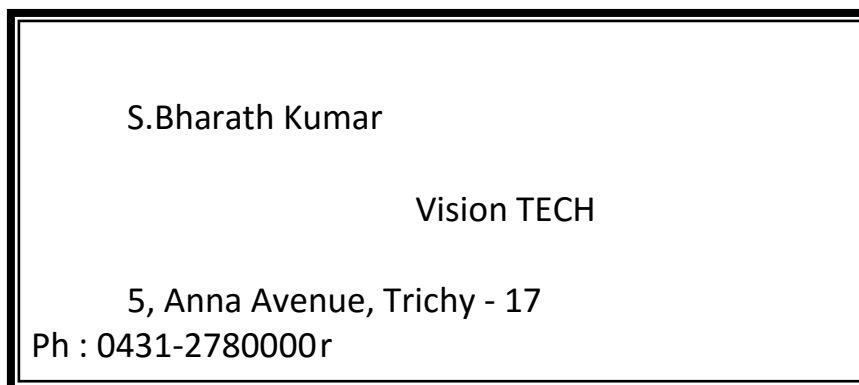 S.Bharath Kumar
Vision TECH
5, Anna Avenue, Trichy - 17
Ph : 0431-2780000r